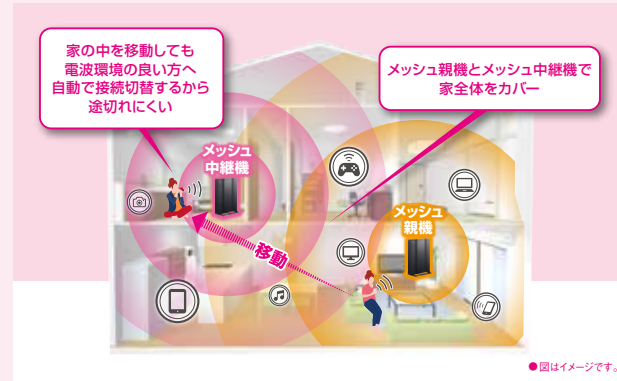 家の中を移動しても
電波環境の良い方へ
自動で接続切替するから
途切れにくい
メッシュ親機とメッシュ中継機で
家全体をカバー
メッシュ
中継機
メッシュ
親機
移動
●図はイメージです。